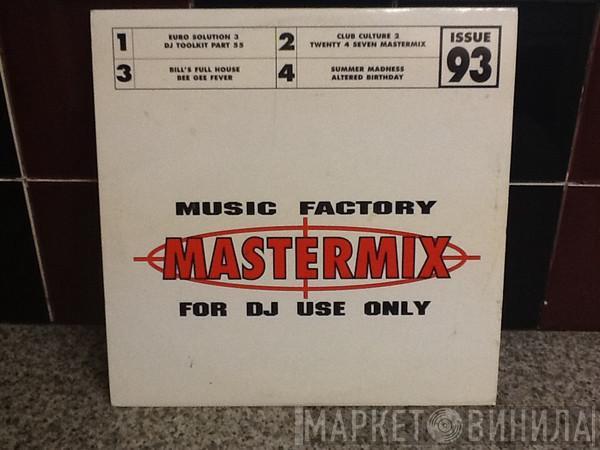 1
EURO SOLUTION 3
DJ TOOLKIT PART 55
2
CLUB CULTURE 2
TWENTY 4 SEVEN MASTERMIX
ISSUE
93
3
BILL'S FULL HOUSE
BEE GEE FEVER
4
SUMMER MADNESS
ALTERED BIRTHDAY
MUSIC FACTORY
MASTERMIX
FOR DJ USE ONLY
МАРКЕТ ВИНИЛА